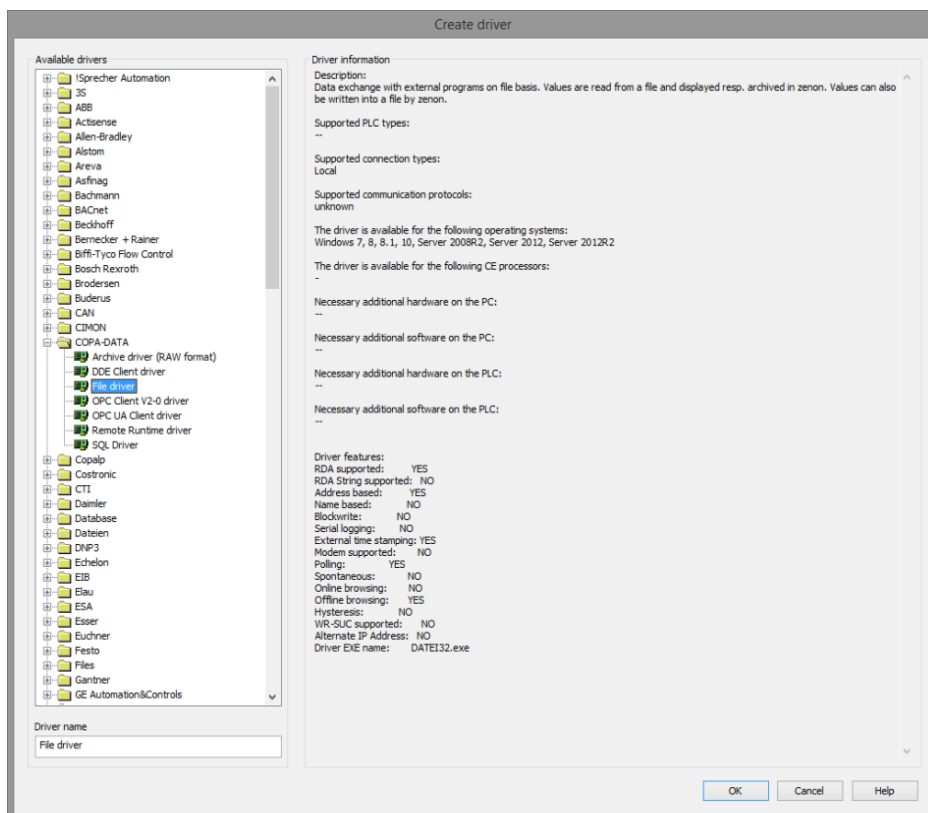 Create driver
Available drivers
!Sprecher Automation
3S
ABB
Actisense
Allen-Bradley
Alstom
Areva
Asfinag
Bachmann
BACnet
Beckhoff
Bernecker + Rainer
Biffi-Tyco Flow Control
Bosch Rexroth
Brodersen
Buderus
CAN
CIMON
COPA-DATA
Archive driver (RAW format)
DDE Client driver
File driver
OPC Client V2-0 driver
OPC UA Client driver
Remote Runtime driver
SQL Driver
Copalp
Costronic
CTI
Daimler
Database
Dateien
DNP3
Echelon
EIB
Elau
ESA
Esser
Euchner
Festo
Files
Gantner
GE Automation&Controls
Driver name
File driver
Driver information
Description:
Data exchange with external programs on file basis. Values are read from a file and displayed resp. archived in zenon. Values can also
be written into a file by zenon.
Supported PLC types:
--
Supported connection types:
Local
Supported communication protocols:
unknown
The driver is available for the following operating systems:
Windows 7, 8, 8.1, 10, Server 2008R2, Server 2012, Server 2012R2
The driver is available for the following CE processors:
-
Necessary additional hardware on the PC:
--
Necessary additional software on the PC:
--
Necessary additional hardware on the PLC:
--
Necessary additional software on the PLC:
--
Driver features:
RDA supported: YES
RDA String supported: NO
Address based: YES
Name based: NO
Blockwrite: NO
Serial logging: NO
External time stamping: YES
Modem supported: NO
Polling: YES
Spontaneous: NO
Online browsing: NO
Offline browsing: YES
Hysteresis: NO
WR-SUC supported: NO
Alternate IP Address: NO
Driver EXE name: DATEI32.exe
OK Cancel Help